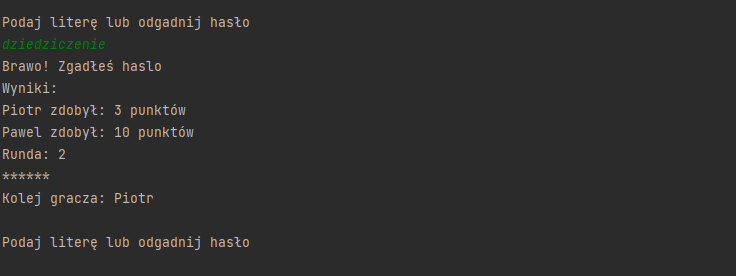 Podaj literę lub odgadnij hasło
dziedziczenie
Brawo! Zgadłeś haslo
Wyniki:
Piotr zdobył: 3 punktów
Pawel zdobył: 10 punktów
Runda: 2
******
Kolej gracza: Piotr
Podaj literę lub odgadnij hasło